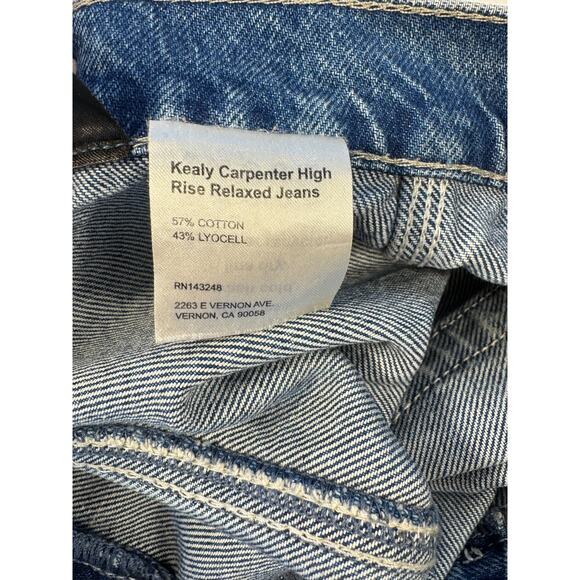 Kealy Carpenter High
Rise Relaxed Jeans
57% COTTON
43% LYOCELL
RN143248
2263 E VERNON AVE.
VERNON, CA 90058